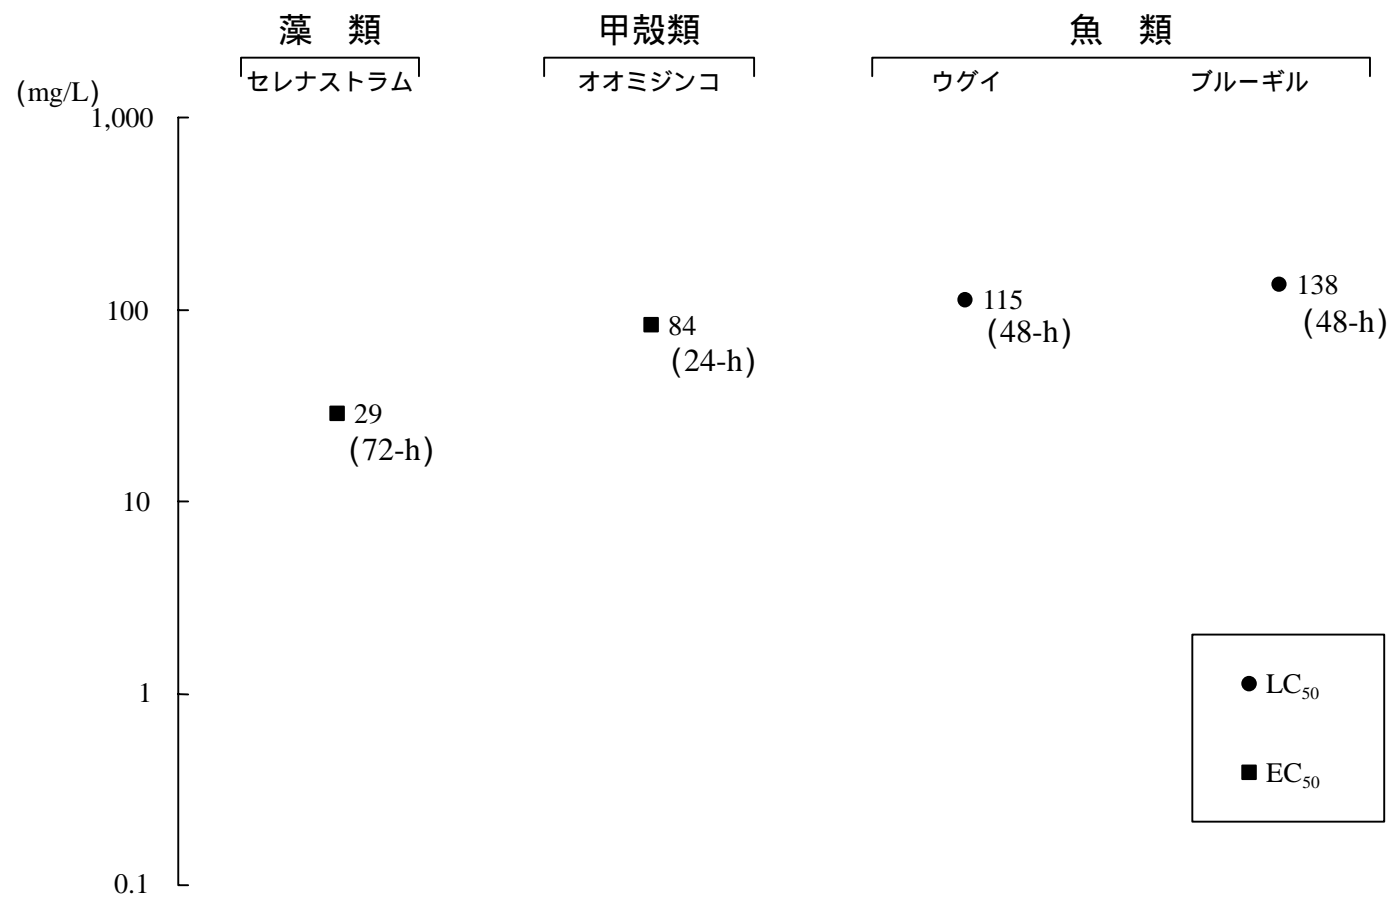 藻　類　甲殻類　魚　類
セレナストラム　オオミジンコ　ウグイ　ブルーギル
(mg/L)
1,000
138
(48-h)
115
(48-h)
100
84
(24-h)
29
(72-h)
10
1
LC50
EC50
0.1